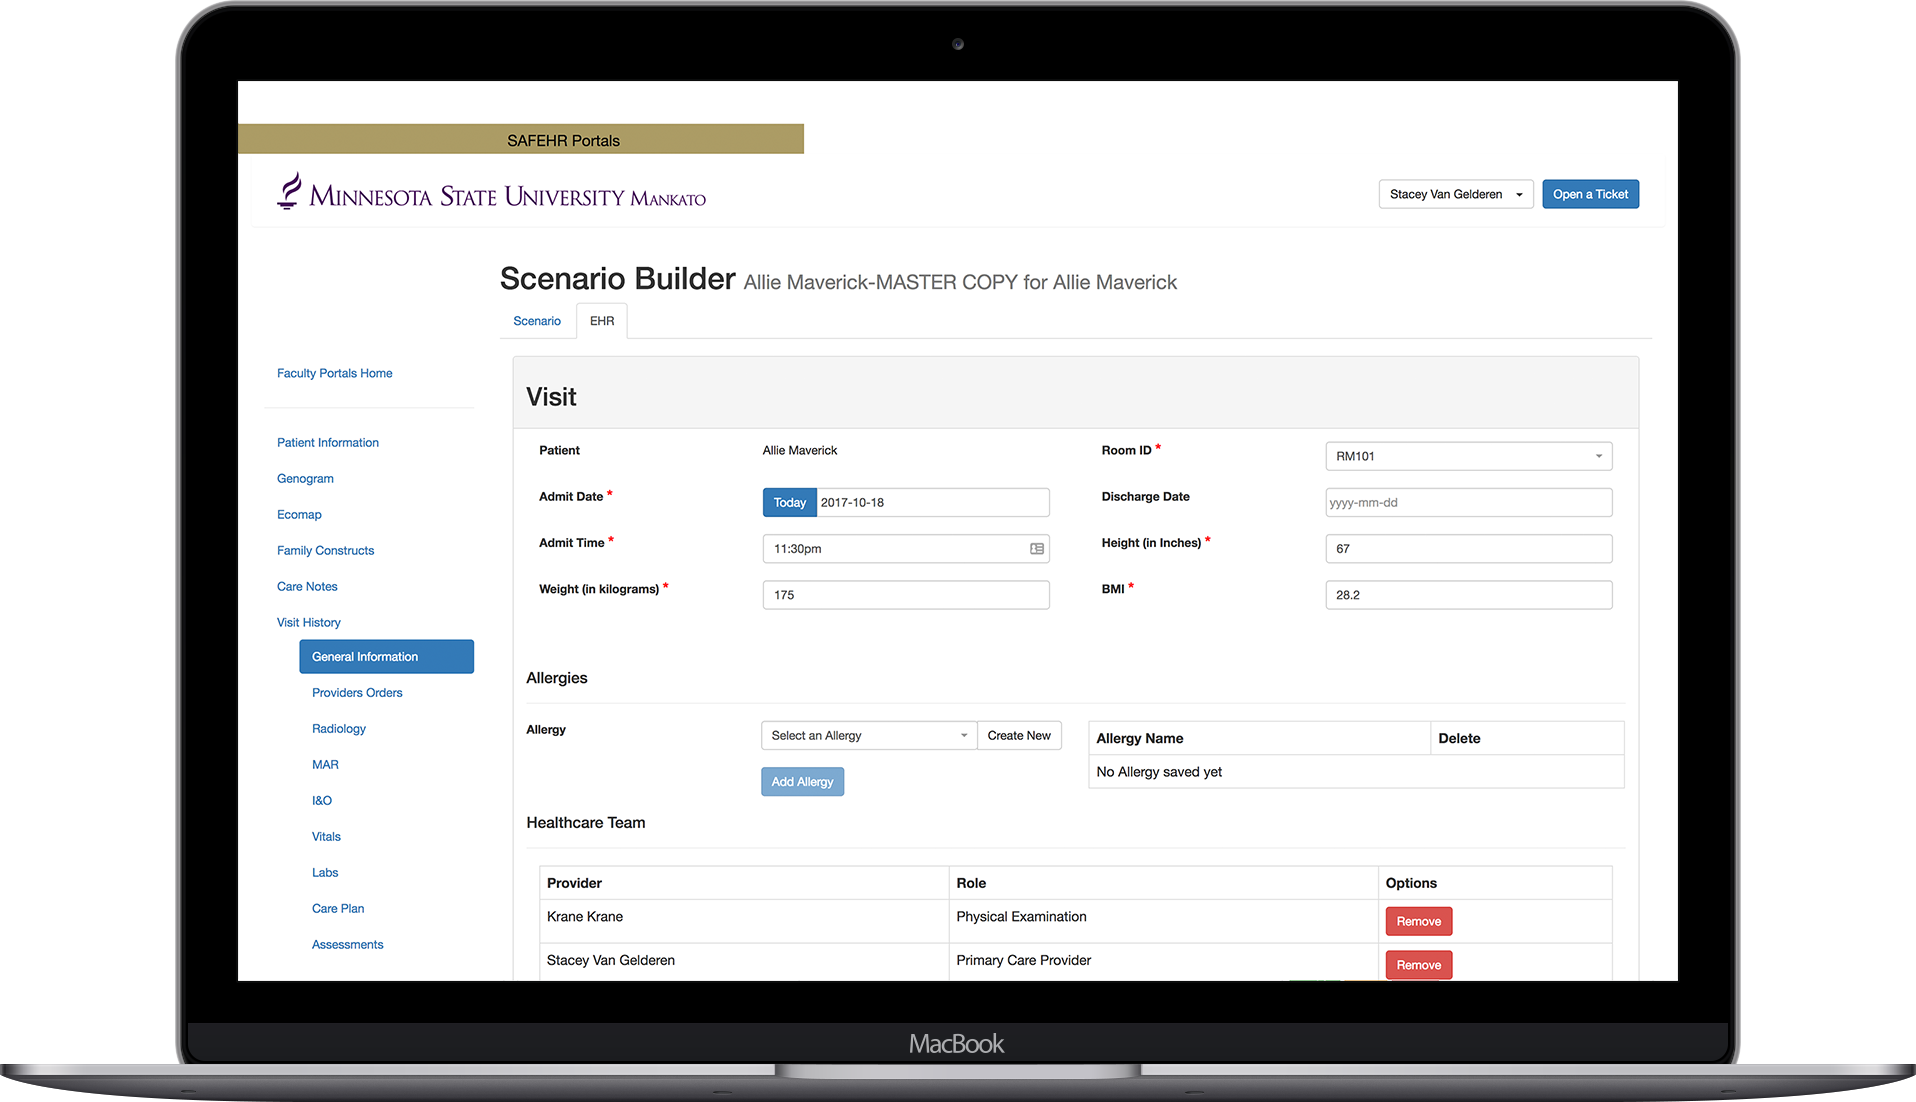 SAFEHR Portals
MINNESOTA STATE UNIVERSITY MANKATO
Stacey Van Gelderen
Open a Ticket
Scenario Builder Allie Maverick-MASTER COPY for Allie Maverick
Scenario
EHR
Faculty Portals Home
Patient Information
Genogram
Ecomap
Family Constructs
Care Notes
Visit History
General Information
Providers Orders
Radiology
MAR
I&O
Vitals
Labs
Care Plan
Assessments
Visit
Patient Allie Maverick Room ID * RM101
Admit Date * Today 2017-10-18 Discharge Date yyyy-mm-dd
Admit Time * 11:30pm Height (in Inches) * 67
Weight (in kilograms) * 175 BMI * 28.2
Allergies
Allergy Select an Allergy Create New
Add Allergy
Allergy Name Delete
No Allergy saved yet
Healthcare Team
Provider Role Options
Krane Krane Physical Examination Remove
Stacey Van Gelderen Primary Care Provider Remove
MacBook